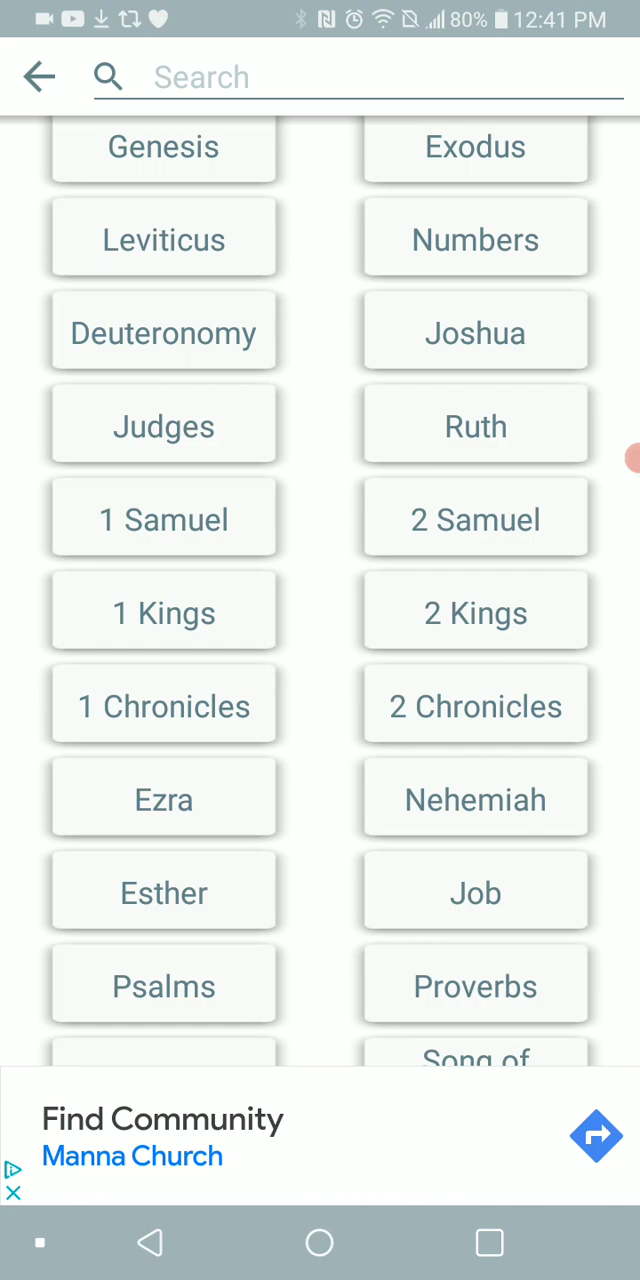 80% 12:41 PM
Search
Genesis Exodus
Leviticus Numbers
Deuteronomy Joshua
Judges Ruth
1 Samuel 2 Samuel
1 Kings 2 Kings
1 Chronicles 2 Chronicles
Ezra Nehemiah
Esther Job
Psalms Proverbs
Song of
Find Community
Manna Church